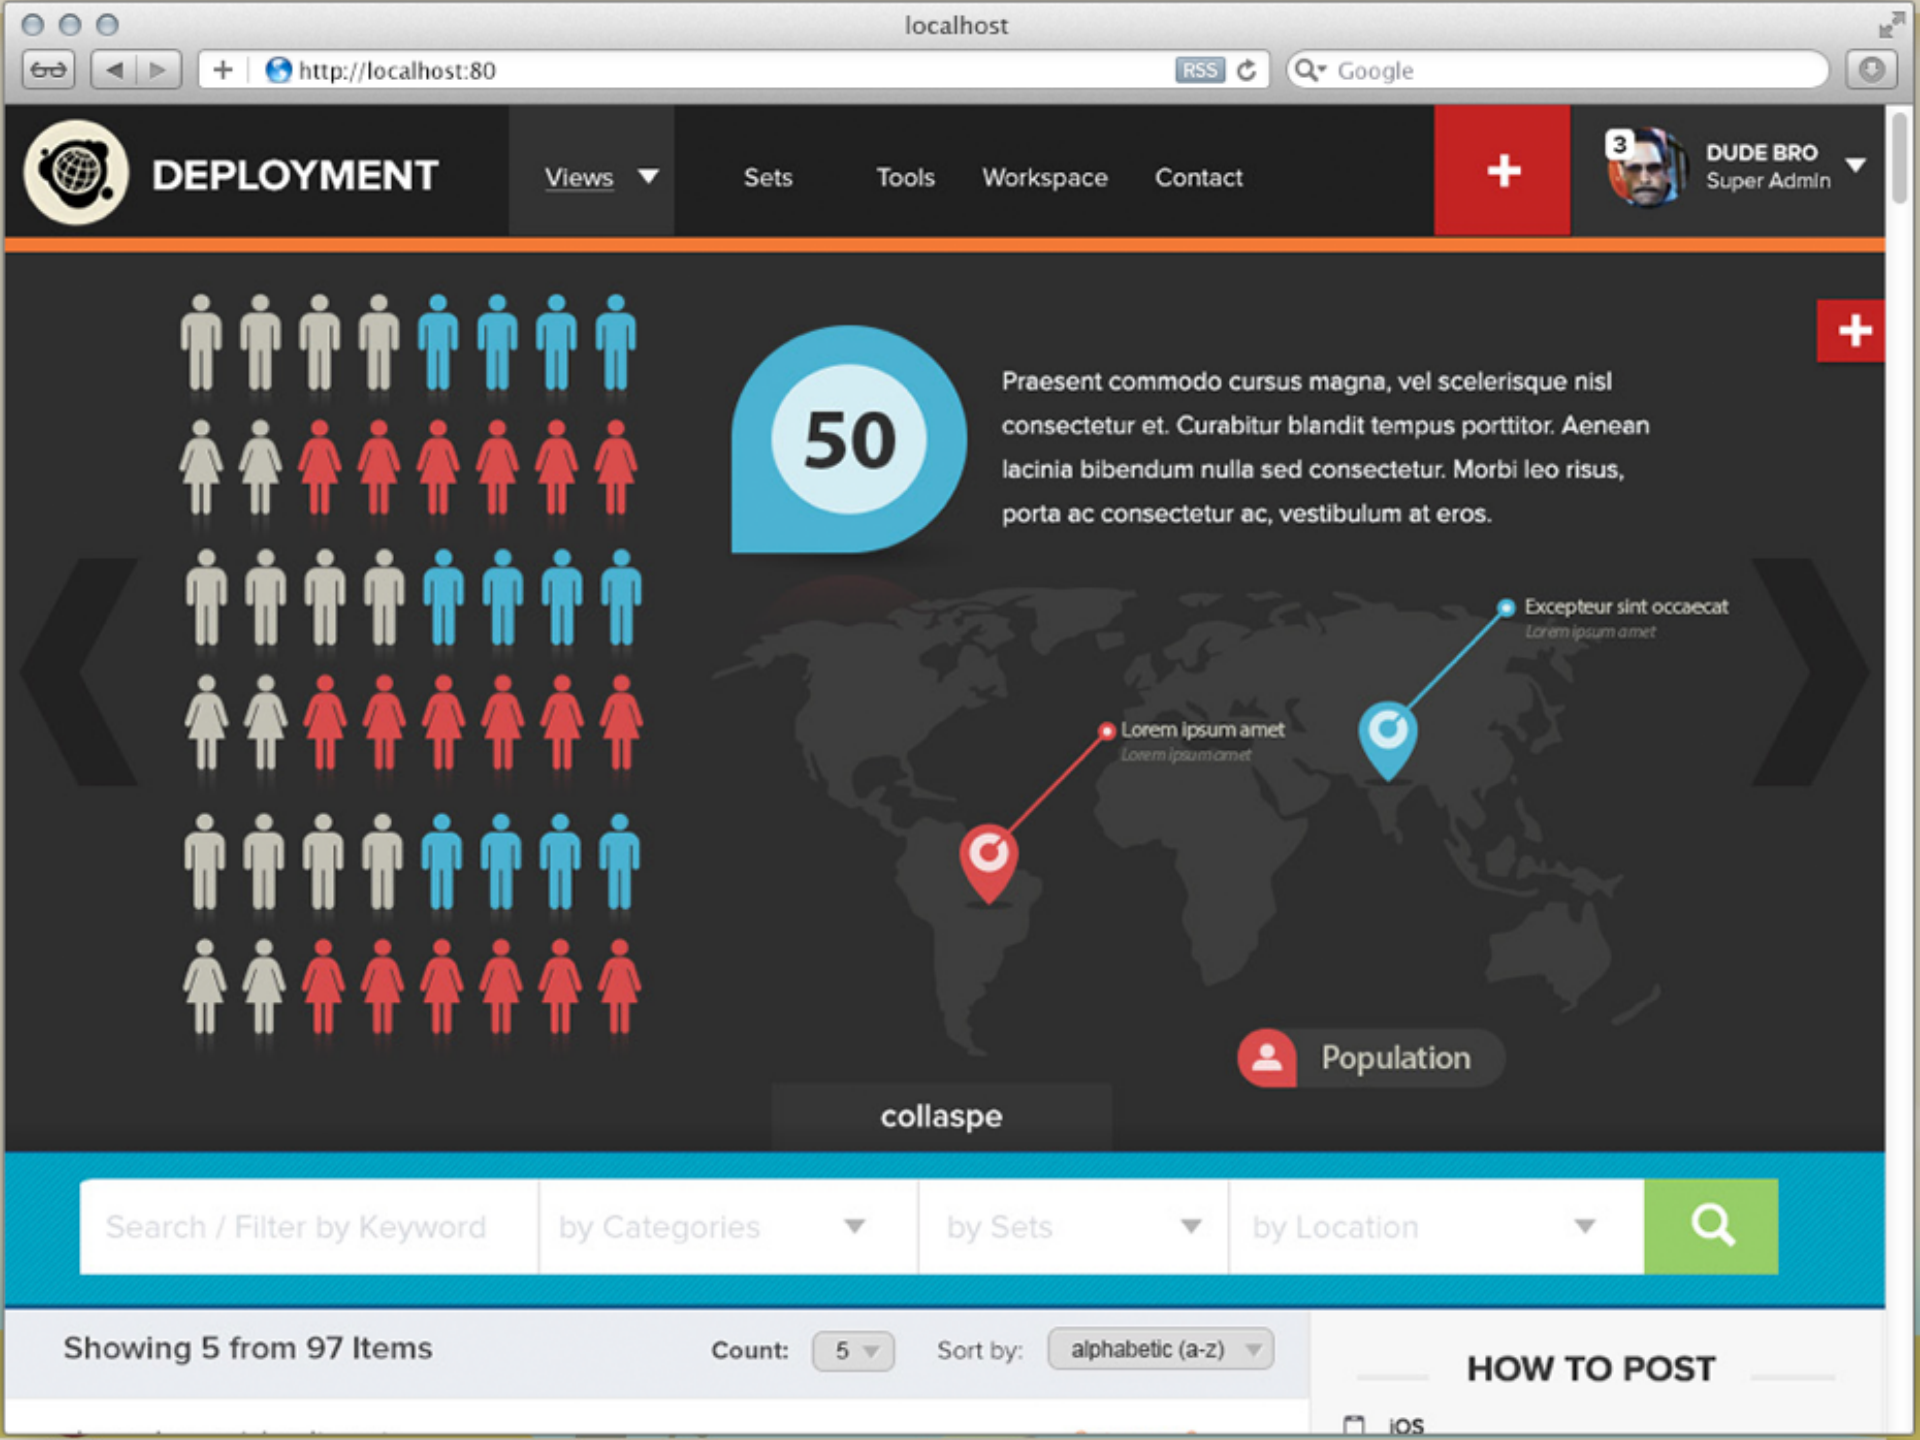 localhost
http://localhost:80
RSS
Google
DEPLOYMENT
Views
Sets
Tools
Workspace
Contact
3
DUDE BRO
Super Admin
50
Praesent commodo cursus magna, vel scelerisque nisl
consectetur et. Curabitur blandit tempus porttitor. Aenean
lacinia bibendum nulla sed consectetur. Morbi leo risus,
porta ac consectetur ac, vestibulum at eros.
Excepteur sint occaecat
Lorem ipsum amet
Lorem ipsum amet
Lorem ipsum amet
Population
collaspe
Search / Filter by Keyword
by Categories
by Sets
by Location
Showing 5 from 97 Items
Count:
5
Sort by:
alphabetic (a-z)
HOW TO POST
iOS